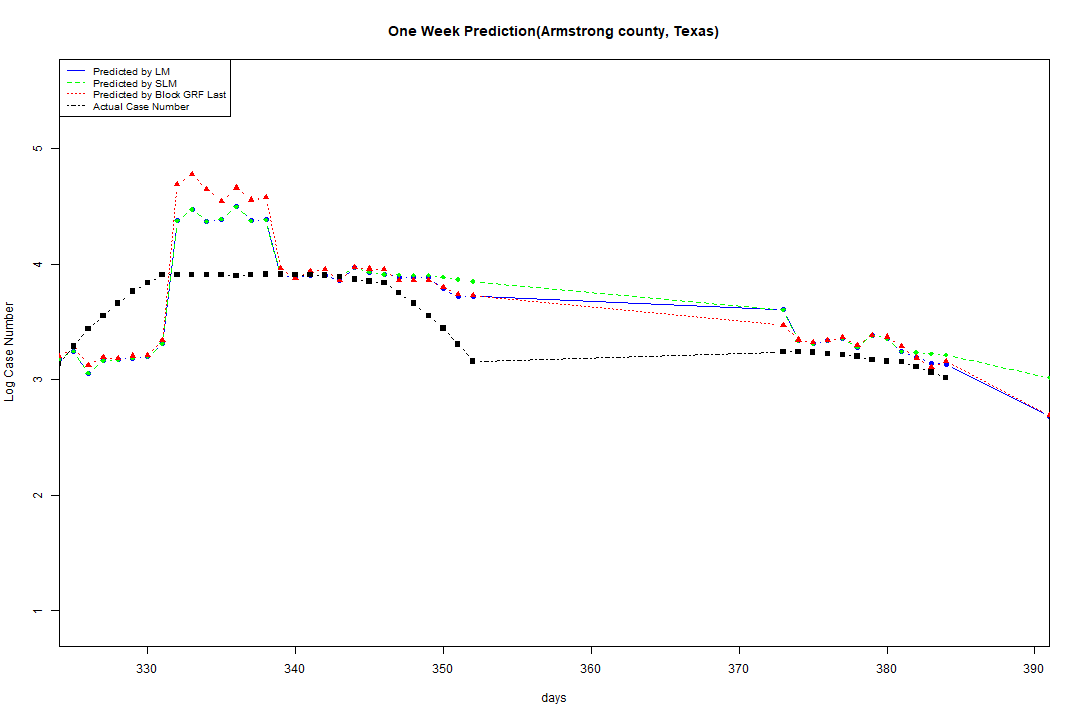 One Week Prediction(Armstrong county, Texas)
Predicted by LM
Predicted by SLM
Predicted by Block GRF Last
Actual Case Number
5
4
3
2
1
Log Case Number
330 340 350 360 370 380 390
days